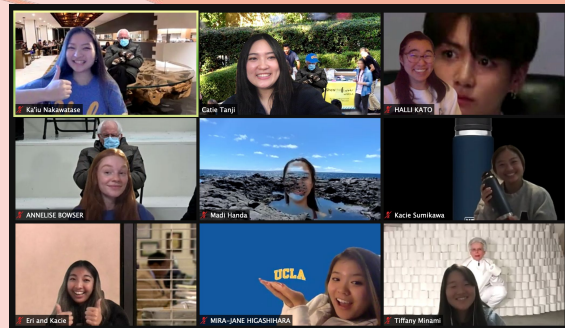 Ka'iu Nakawatase
Catie Tanji
HALLI KATO
ANNELISE BOWSER
Madi Handa
Kacie Sumikawa
UCLA
Eri and Kacie
MIRA-JANE HIGASHIHARA
Tiffany Minami